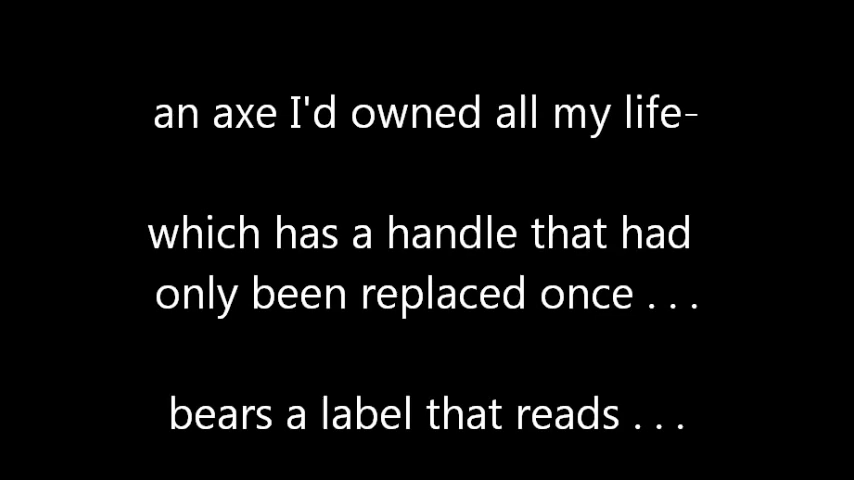 an axe I'd owned all my life-
which has a handle that had
only been replaced once . . .
bears a label that reads . . .